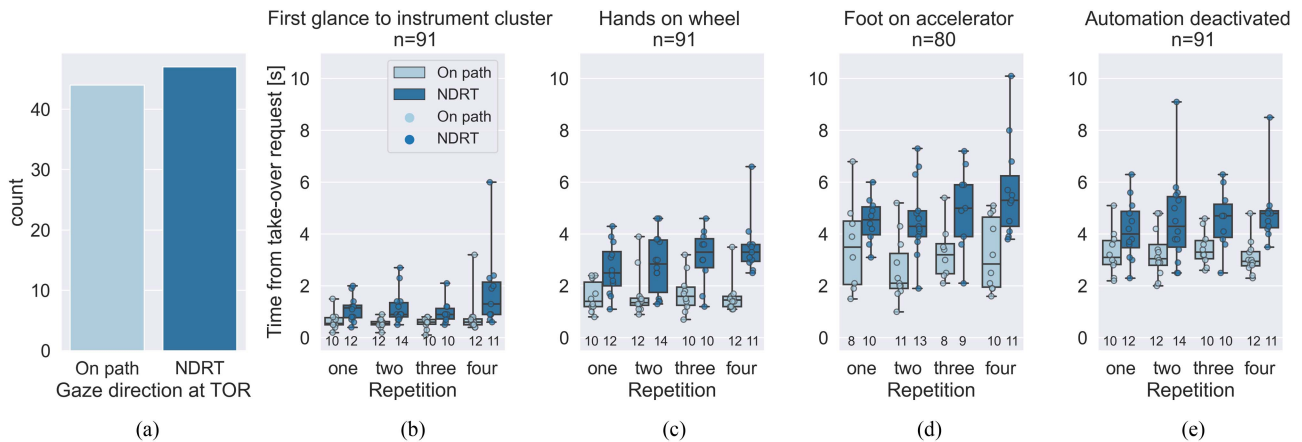 First glance to instrument cluster
n=91
Hands on wheel
n=91
Foot on accelerator
n=80
Automation deactivated
n=91
count
40
30
20
10
0
On path NDRT
Gaze direction at TOR
(a)
Time from take-over request [s]
10
8
6
4
2
0
On path
NDRT
On path
NDRT
10 12 12 14 10 10 12 11
one two three four
Repetition
(b)
10
8
6
4
2
0
10 12 12 14 10 10 12 11
one two three four
Repetition
(c)
10
8
6
4
2
0
8 10 11 13 8 9 10 11
one two three four
Repetition
(d)
10
8
6
4
2
0
10 12 12 14 10 10 12 11
one two three four
Repetition
(e)